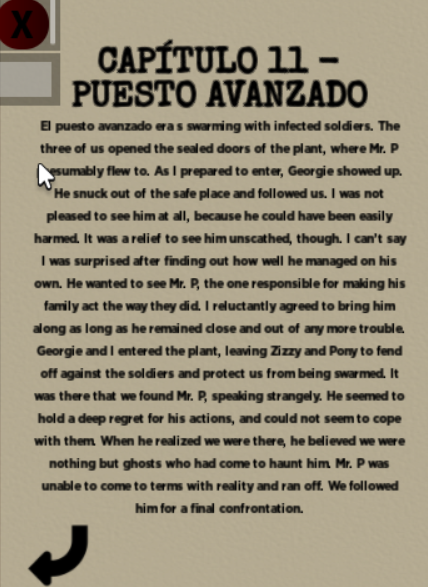 X
CAPÍTULO 11 –
PUESTO AVANZADO
El puesto avanzado era s swarming with infected soldiers. The
three of us opened the sealed doors of the plant, where Mr. P
esumably flew to. As I prepared to enter, Georgie showed up.
He snuck out of the safe place and followed us. I was not
pleased to see him at all, because he could have been easily
harmed. It was a relief to see him unscathed, though. I can't say
I was surprised after finding out how well he managed on his
own. He wanted to see Mr. P, the one responsible for making his
family act the way they did. I reluctantly agreed to bring him
along as long as he remained close and out of any more trouble.
Georgie and I entered the plant, leaving Zizzy and Pony to fend
off against the soldiers and protect us from being swarmed. It
was there that we found Mr. P, speaking strangely. He seemed to
hold a deep regret for his actions, and could not seem to cope
with them. When he realized we were there, he believed we were
nothing but ghosts who had come to haunt him. Mr. P was
unable to come to terms with reality and ran off. We followed
him for a final confrontation.